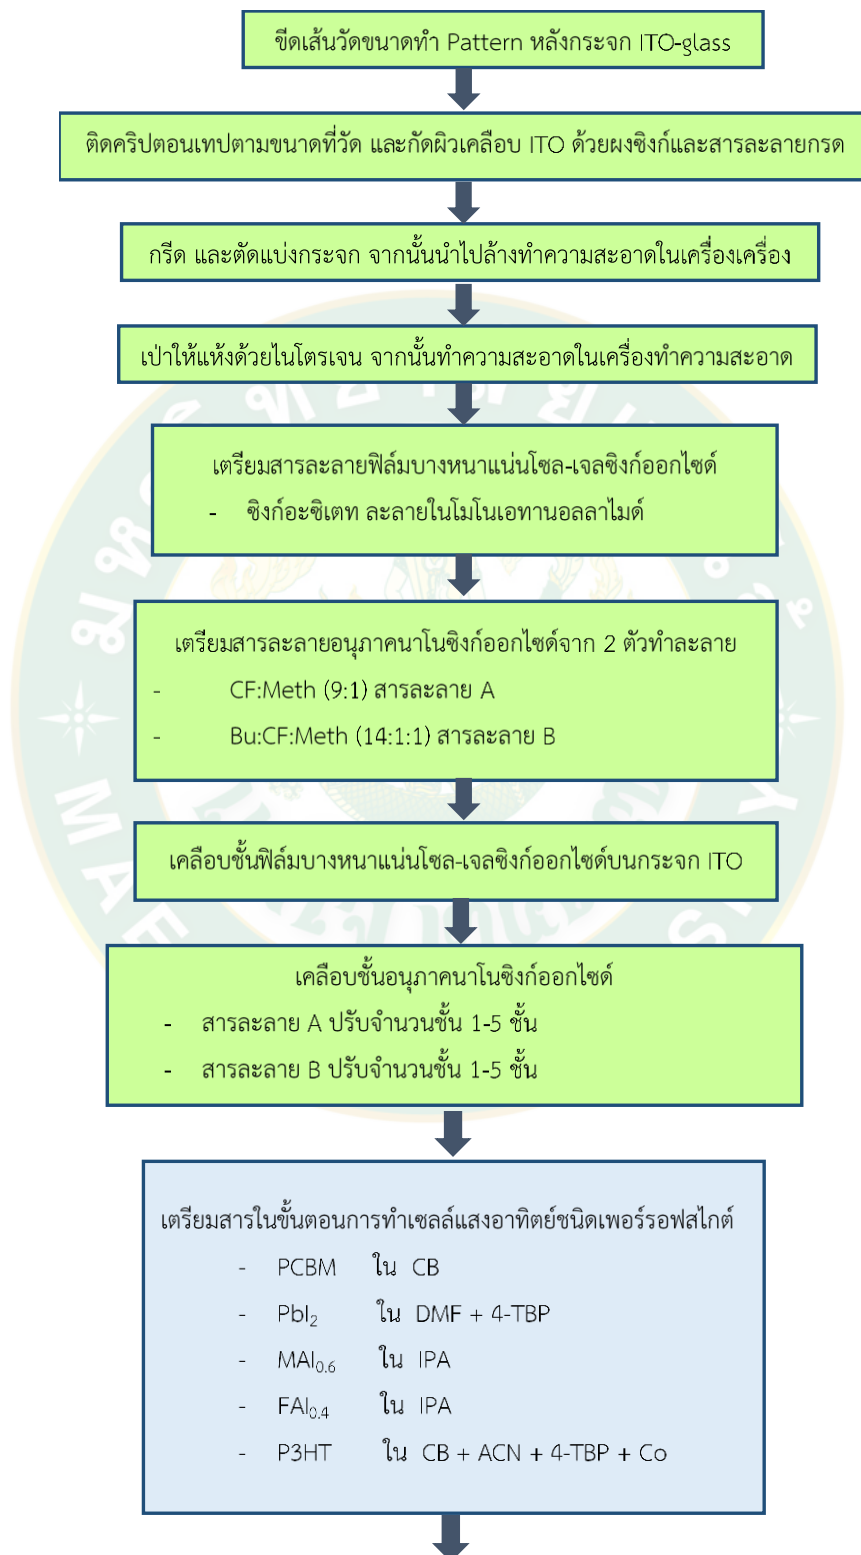 ขีดเส้นวัดขนาดทำ Pattern หลังกระจก ITO-glass
ติดคริปตอนเทปตามขนาดที่วัด และกัดผิวเคลือบ ITO ด้วยผงซิงก์และสารละลายกรด
กรีด และตัดแบ่งกระจก จากนั้นนำไปล้างทำความสะอาดในเครื่องเครื่อง
เป่าให้แห้งด้วยไนโตรเจน จากนั้นทำความสะอาดในเครื่องทำความสะอาด
เตรียมสารละลายฟิล์มบางหนาแน่นโซล-เจลซิงก์ออกไซด์
- ซิงก์อะซิเตท ละลายในโมโนเอทานอลลาไมด์
เตรียมสารละลายอนุภาคนาโนซิงก์ออกไซด์จาก 2 ตัวทำละลาย
- CF:Meth (9:1) สารละลาย A
- Bu:CF:Meth (14:1:1) สารละลาย B
เคลือบชั้นฟิล์มบางหนาแน่นโซล-เจลซิงก์ออกไซด์บนกระจก ITO
เคลือบชั้นอนุภาคนาโนซิงก์ออกไซด์
- สารละลาย A ปรับจำนวนชั้น 1-5 ชั้น
- สารละลาย B ปรับจำนวนชั้น 1-5 ชั้น
เตรียมสารในขั้นตอนการทำเซลล์แสงอาทิตย์ชนิดเพอร์รอฟสไกต์
- PCBM ใน CB
- PbI₂ ใน DMF + 4-TBP
- MAI₀.₆ ใน IPA
- FAI₀.₄ ใน IPA
- P3HT ใน CB + ACN + 4-TBP + Co